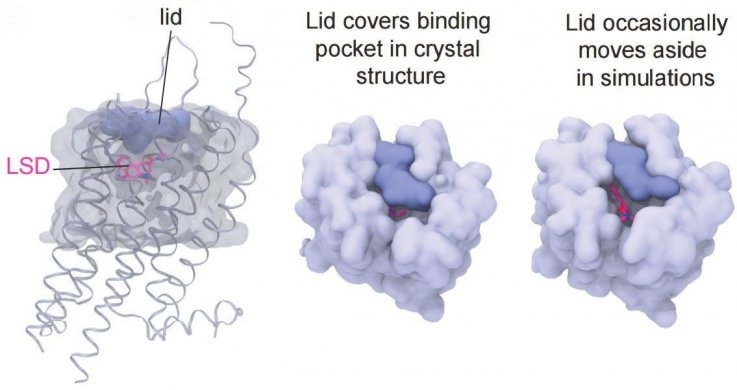 lid
LSD
Lid covers binding
pocket in crystal
structure
Lid occasionally
moves aside
in simulations